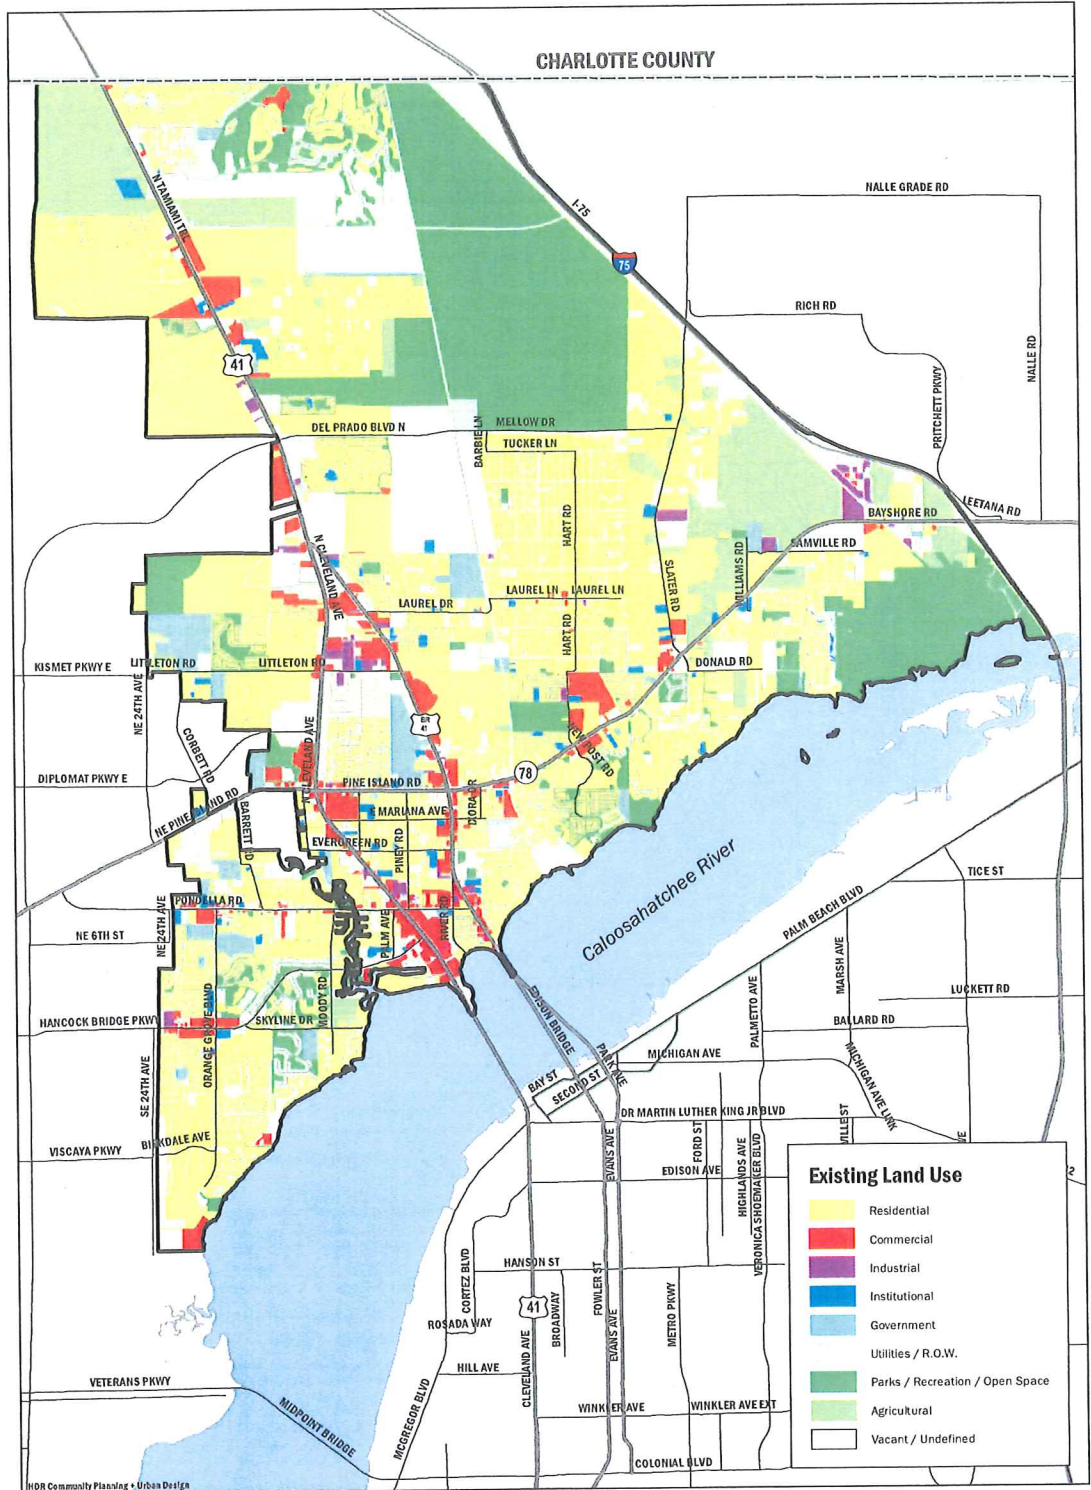 CHARLOTTE COUNTY
NALLE GRADE RD
I-75
N TAMIAMI TRL
75
RICH RD
NALLE RD
41
PRITCHETT PKWY
MELLOW DR
DEL PRADO BLVD N
BARBIE LN
TUCKER LN
LEETANA RD
HART RD
BAYSHORE RD
SAMVILLE RD
N CLEVELAND AVE
SLATER RD
WILLIAMS RD
LAUREL LN
LAUREL LN
LAUREL DR
HART RD
KISMET PKWY E
LITTLETON RD
LITTLETON RD
DONALD RD
NE 24TH AVE
CORBETT RD
BR
41
N CLEVELAND AVE
NEW POST RD
DIPLOMAT PKWY E
PINE ISLAND RD
78
NE PINE ISLAND RD
BARRETT RD
E MARIANA AVE
EVERGREEN RD
PINEY RD
Caloosahatchee River
TICE ST
PALM BEACH BLVD
PONDELLA RD
NE 24TH AVE
NE 6TH ST
PALM AVE
RIVER RD
MARSH AVE
ORANGE GROVE BLVD
MOODY RD
EDISON BRIDGE
PALMETTO AVE
LUCKETT RD
HANCOCK BRIDGE PKWY
SKYLINE DR
BALLARD RD
PARK AVE
MICHIGAN AVE
MICHIGAN AVE LINK
BAY ST
SECOND ST
SE 24TH AVE
DR MARTIN LUTHER KING JR BLVD
VISCAYA PKWY
BIRKDALE AVE
EVANS AVE
FORD ST
HIGHLANDS AVE
VERONICA SHOEMAKER BLVD
EDISON AVE
CORTEZ BLVD
HANSON ST
FOWLER ST
41
BROADWAY
METRO PKWY
ROSADA WAY
CLEVELAND AVE
EVANS AVE
HILL AVE
VETERANS PKWY
MIDPOINT BRIDGE
MCGREGOR BLVD
WINKLER AVE
WINKLER AVE EXT
COLONIAL BLVD
Existing Land Use
Residential
Commercial
Industrial
Institutional
Government
Utilities / R.O.W.
Parks / Recreation / Open Space
Agricultural
Vacant / Undefined
HDR Community Planning + Urban Design